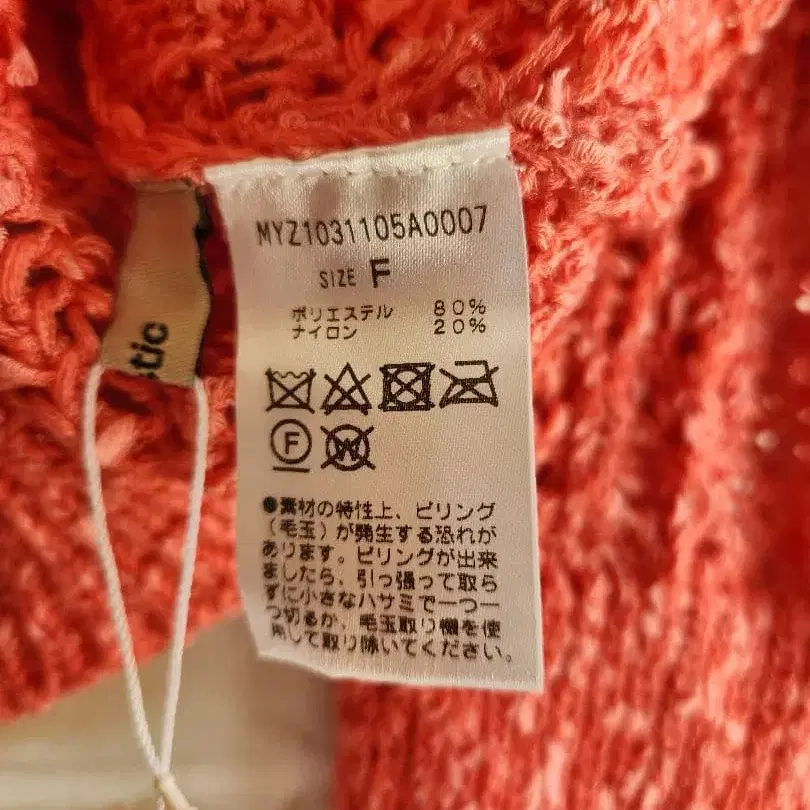 MYZ1031105A0007
SIZE F
ポリエステル 80%
ナイロン 20%
F
W
●素材の特性上、ピリング
（毛玉）が発生する恐れが
あります。ピリングが出来
ましたら、引っ張って取ら
ずに小さなハサミで一つ一
つ切るか、毛玉取り機を使
用して取り除いてください。
stic